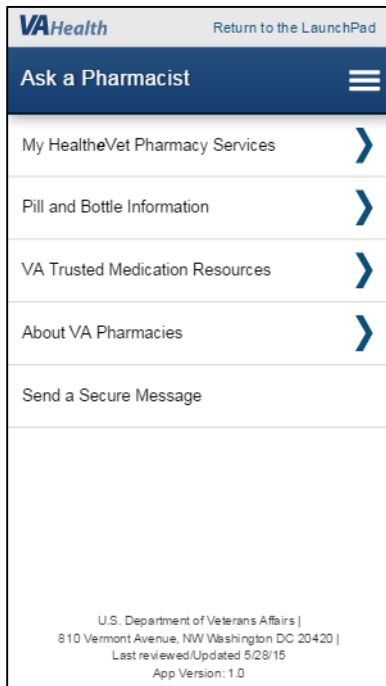 VA Health Return to the LaunchPad
Ask a Pharmacist
My HealtheVet Pharmacy Services
Pill and Bottle Information
VA Trusted Medication Resources
About VA Pharmacies
Send a Secure Message
U.S. Department of Veterans Affairs |
810 Vermont Avenue, NW Washington DC 20420 |
Last reviewed/Updated 5/28/15
App Version: 1.0